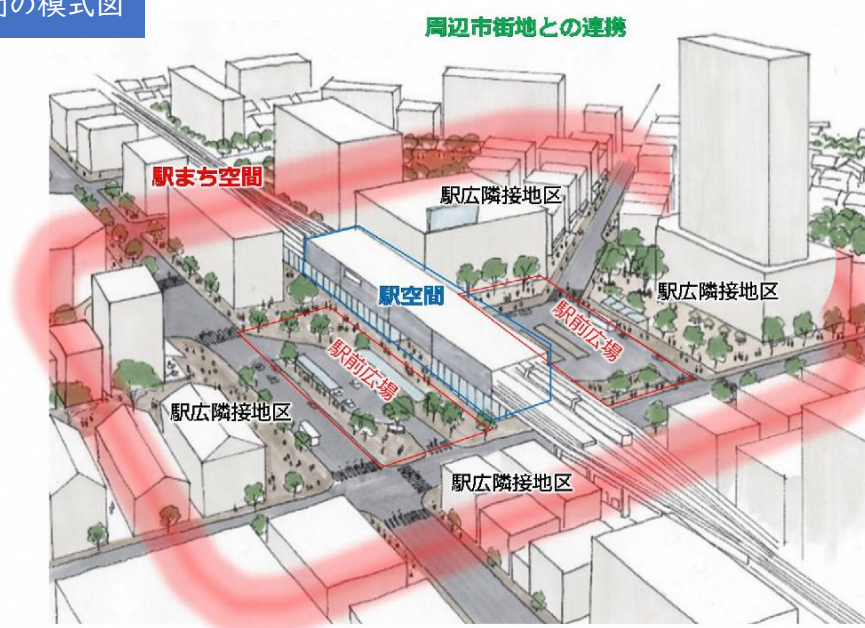 の模式図
周辺市街地との連携
駅まち空間
駅広隣接地区
駅空間
駅広隣接地区
駅前広場
駅前広場
駅広隣接地区
駅広隣接地区